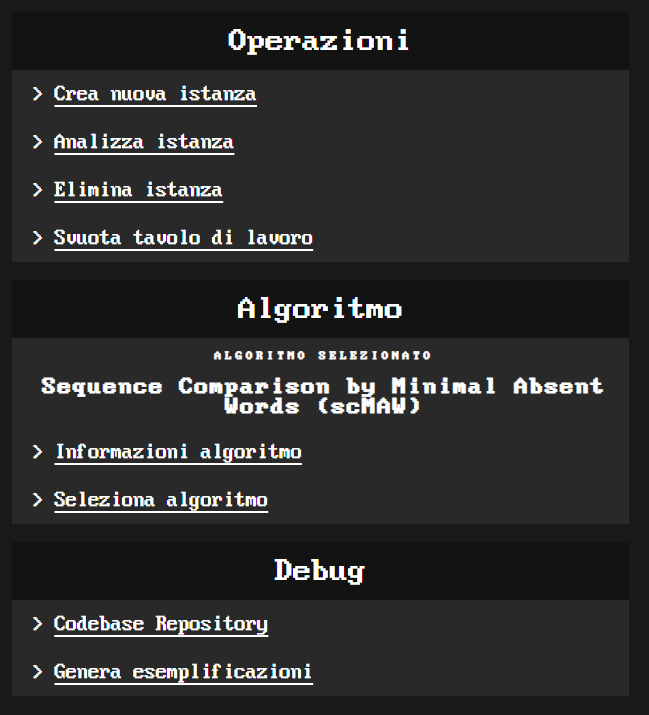 Operazioni
> Crea nuova istanza
> Analizza istanza
> Elimina istanza
> Svuota tavolo di lavoro
Algoritmo
ALGORITMO SELEZIONATO
Sequence Comparison by Minimal Absent
Words (scMAW)
> Informazioni algoritmo
> Seleziona algoritmo
Debug
> Codebase Repository
> Genera esemplificazioni